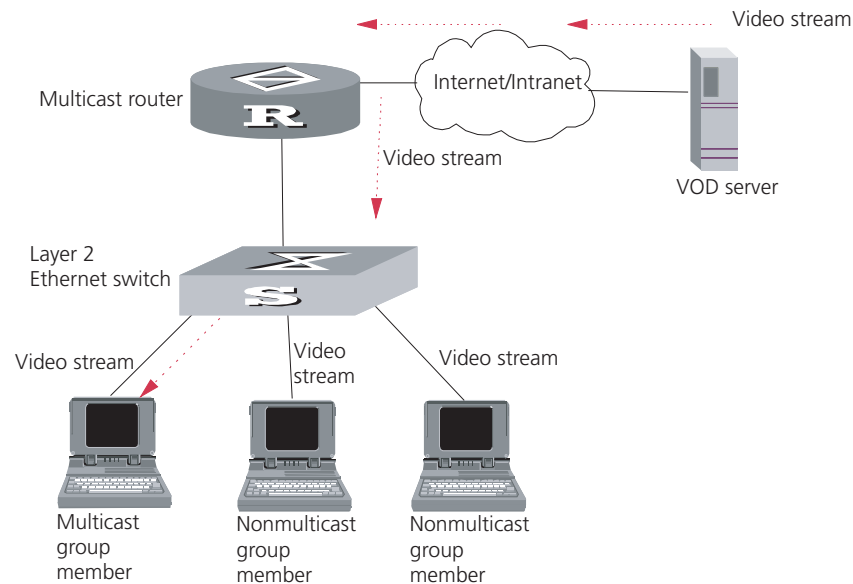 Video stream
Internet/Intranet
Multicast router
R
Video stream
VOD server
Layer 2
Ethernet switch
S
Video stream
Video
stream
Video stream
Multicast
group
member
Nonmulticast
group
member
Nonmulticast
group
member